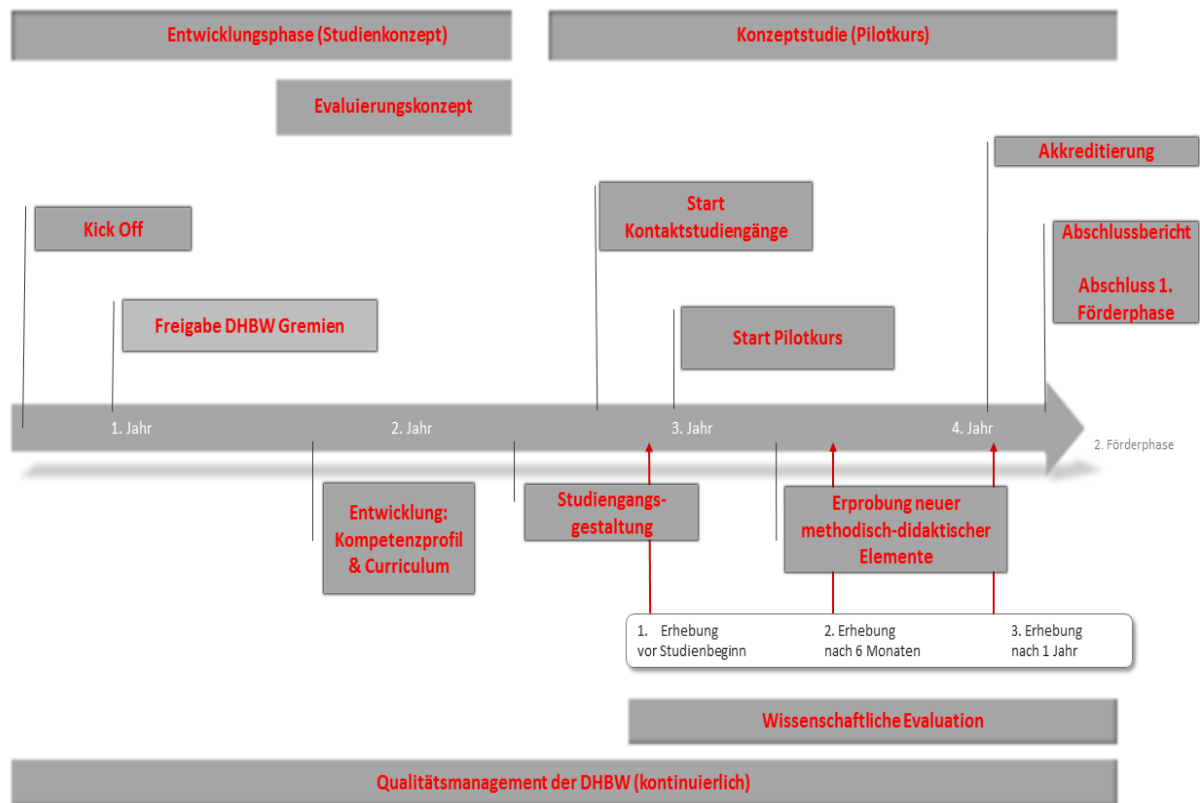 Entwicklungsphase (Studienkonzept)
Konzeptstudie (Pilotkurs)
Evaluierungskonzept
Akkreditierung
Kick Off
Start
Kontaktstudiengänge
Abschlussbericht
Abschluss 1.
Förderphase
Freigabe DHBW Gremien
Start Pilotkurs
1. Jahr
2. Jahr
3. Jahr
4. Jahr
2. Förderphase
Entwicklung:
Kompetenzprofil
& Curriculum
Studiengangs-
gestaltung
Erprobung neuer
methodisch-didaktischer
Elemente
1. Erhebung
vor Studienbeginn
2. Erhebung
nach 6 Monaten
3. Erhebung
nach 1 Jahr
Wissenschaftliche Evaluation
Qualitätsmanagement der DHBW (kontinuierlich)